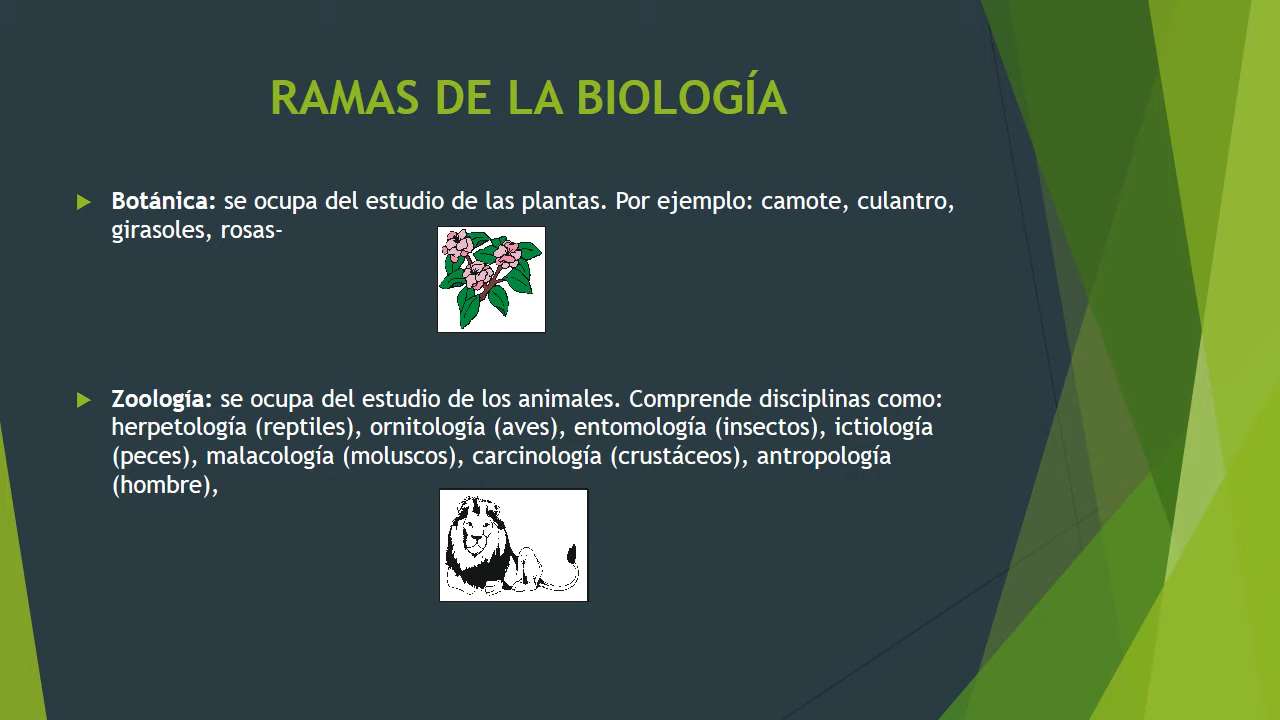 RAMAS DE LA BIOLOGÍA
Botánica: se ocupa del estudio de las plantas. Por ejemplo: camote, culantro,
girasoles, rosas-
Zoología: se ocupa del estudio de los animales. Comprende disciplinas como:
herpetología (reptiles), ornitología (aves), entomología (insectos), ictiología
(peces), malacología (moluscos), carcinología (crustáceos), antropología
(hombre),